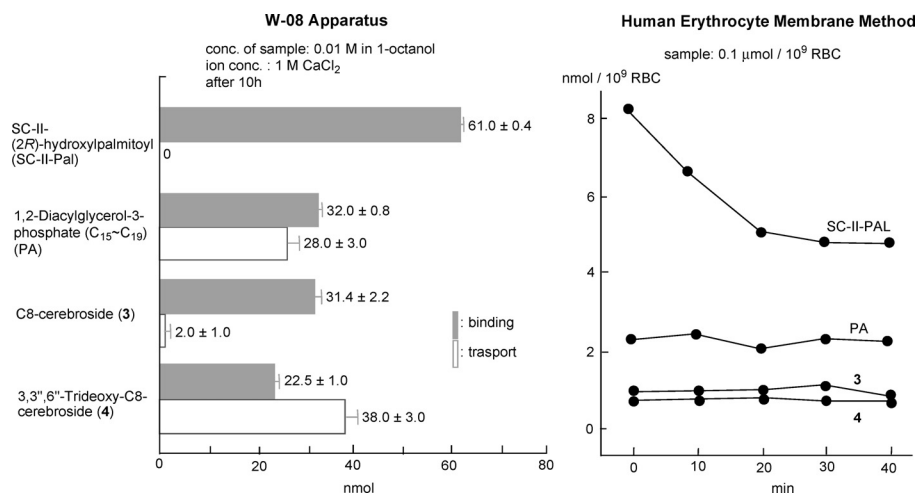 W-08 Apparatus
conc. of sample: 0.01 M in 1-octanol
ion conc. : 1 M CaCl2
after 10h
SC-II-
(2R)-hydroxylpalmitoyl
(SC-II-Pal)
61.0 ± 0.4
0
1,2-Diacylglycerol-3-
phosphate (C15~C19)
(PA)
32.0 ± 0.8
28.0 ± 3.0
C8-cerebroside (3)
31.4 ± 2.2
2.0 ± 1.0
: binding
: trasport
3,3",6"-Trideoxy-C8-
cerebroside (4)
22.5 ± 1.0
38.0 ± 3.0
0 20 40 60 80
nmol
Human Erythrocyte Membrane Method
sample: 0.1 μmol / 10^9 RBC
nmol / 10^9 RBC
8
6
4
2
0
SC-II-PAL
PA
3
4
0 10 20 30 40
min